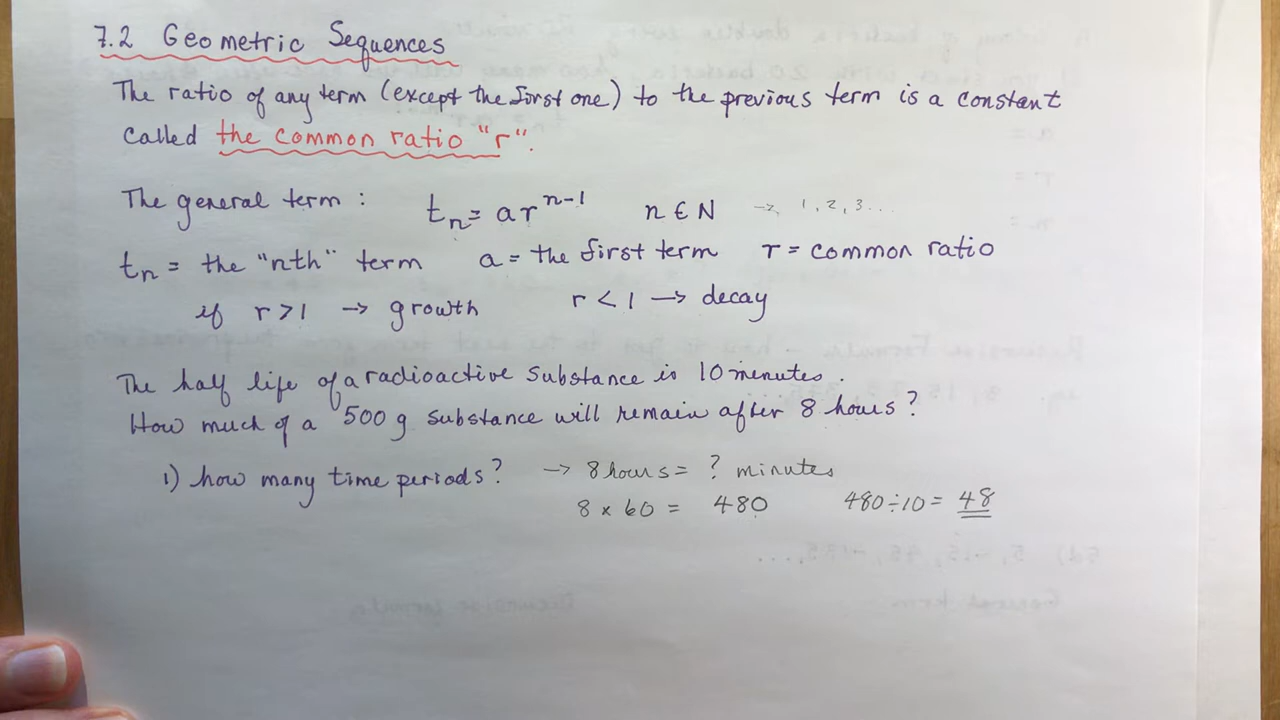 7.2 Geometric Sequences
The ratio of any term (except the first one) to the previous term is a constant
called the common ratio "r".
The general term : tn = ar^n-1 n ∈ N → 1, 2, 3...
tn = the "nth" term a = the first term r = common ratio
if r > 1 → growth r < 1 → decay
The half life of a radioactive substance is 10 minutes.
How much of a 500 g substance will remain after 8 hours?
1) how many time periods? → 8 hours = ? minutes
8 × 60 = 480 480 ÷ 10 = 48